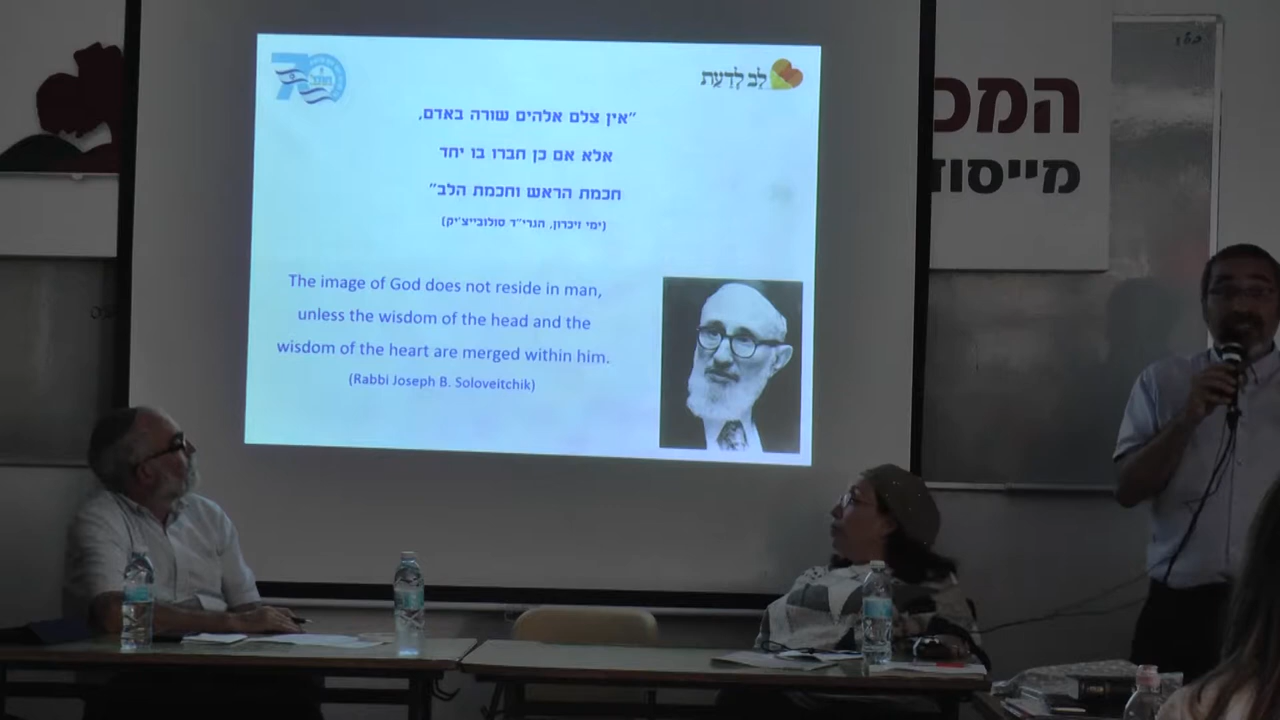 לב לדעת
"אין צלם אלהים שורה באדם,
אלא אם כן חברו בו יחד
חכמת הראש וחכמת הלב"
(ימי זיכרון, הגרי"ד סולובייצ'יק)
The image of God does not reside in man,
unless the wisdom of the head and the
wisdom of the heart are merged within him.
(Rabbi Joseph B. Soloveitchik)
המכ
מייסוד